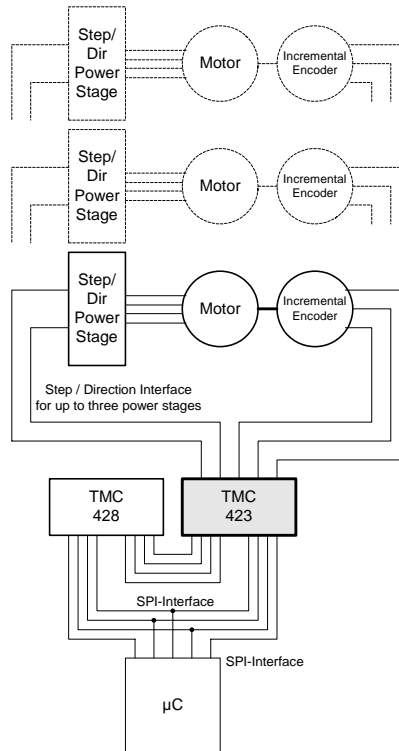 Step/
Dir
Power
Stage
Motor
Incremental
Encoder
Step/
Dir
Power
Stage
Motor
Incremental
Encoder
Step/
Dir
Power
Stage
Motor
Incremental
Encoder
Step / Direction Interface
for up to three power stages
TMC
428
TMC
423
SPI-Interface
SPI-Interface
µC